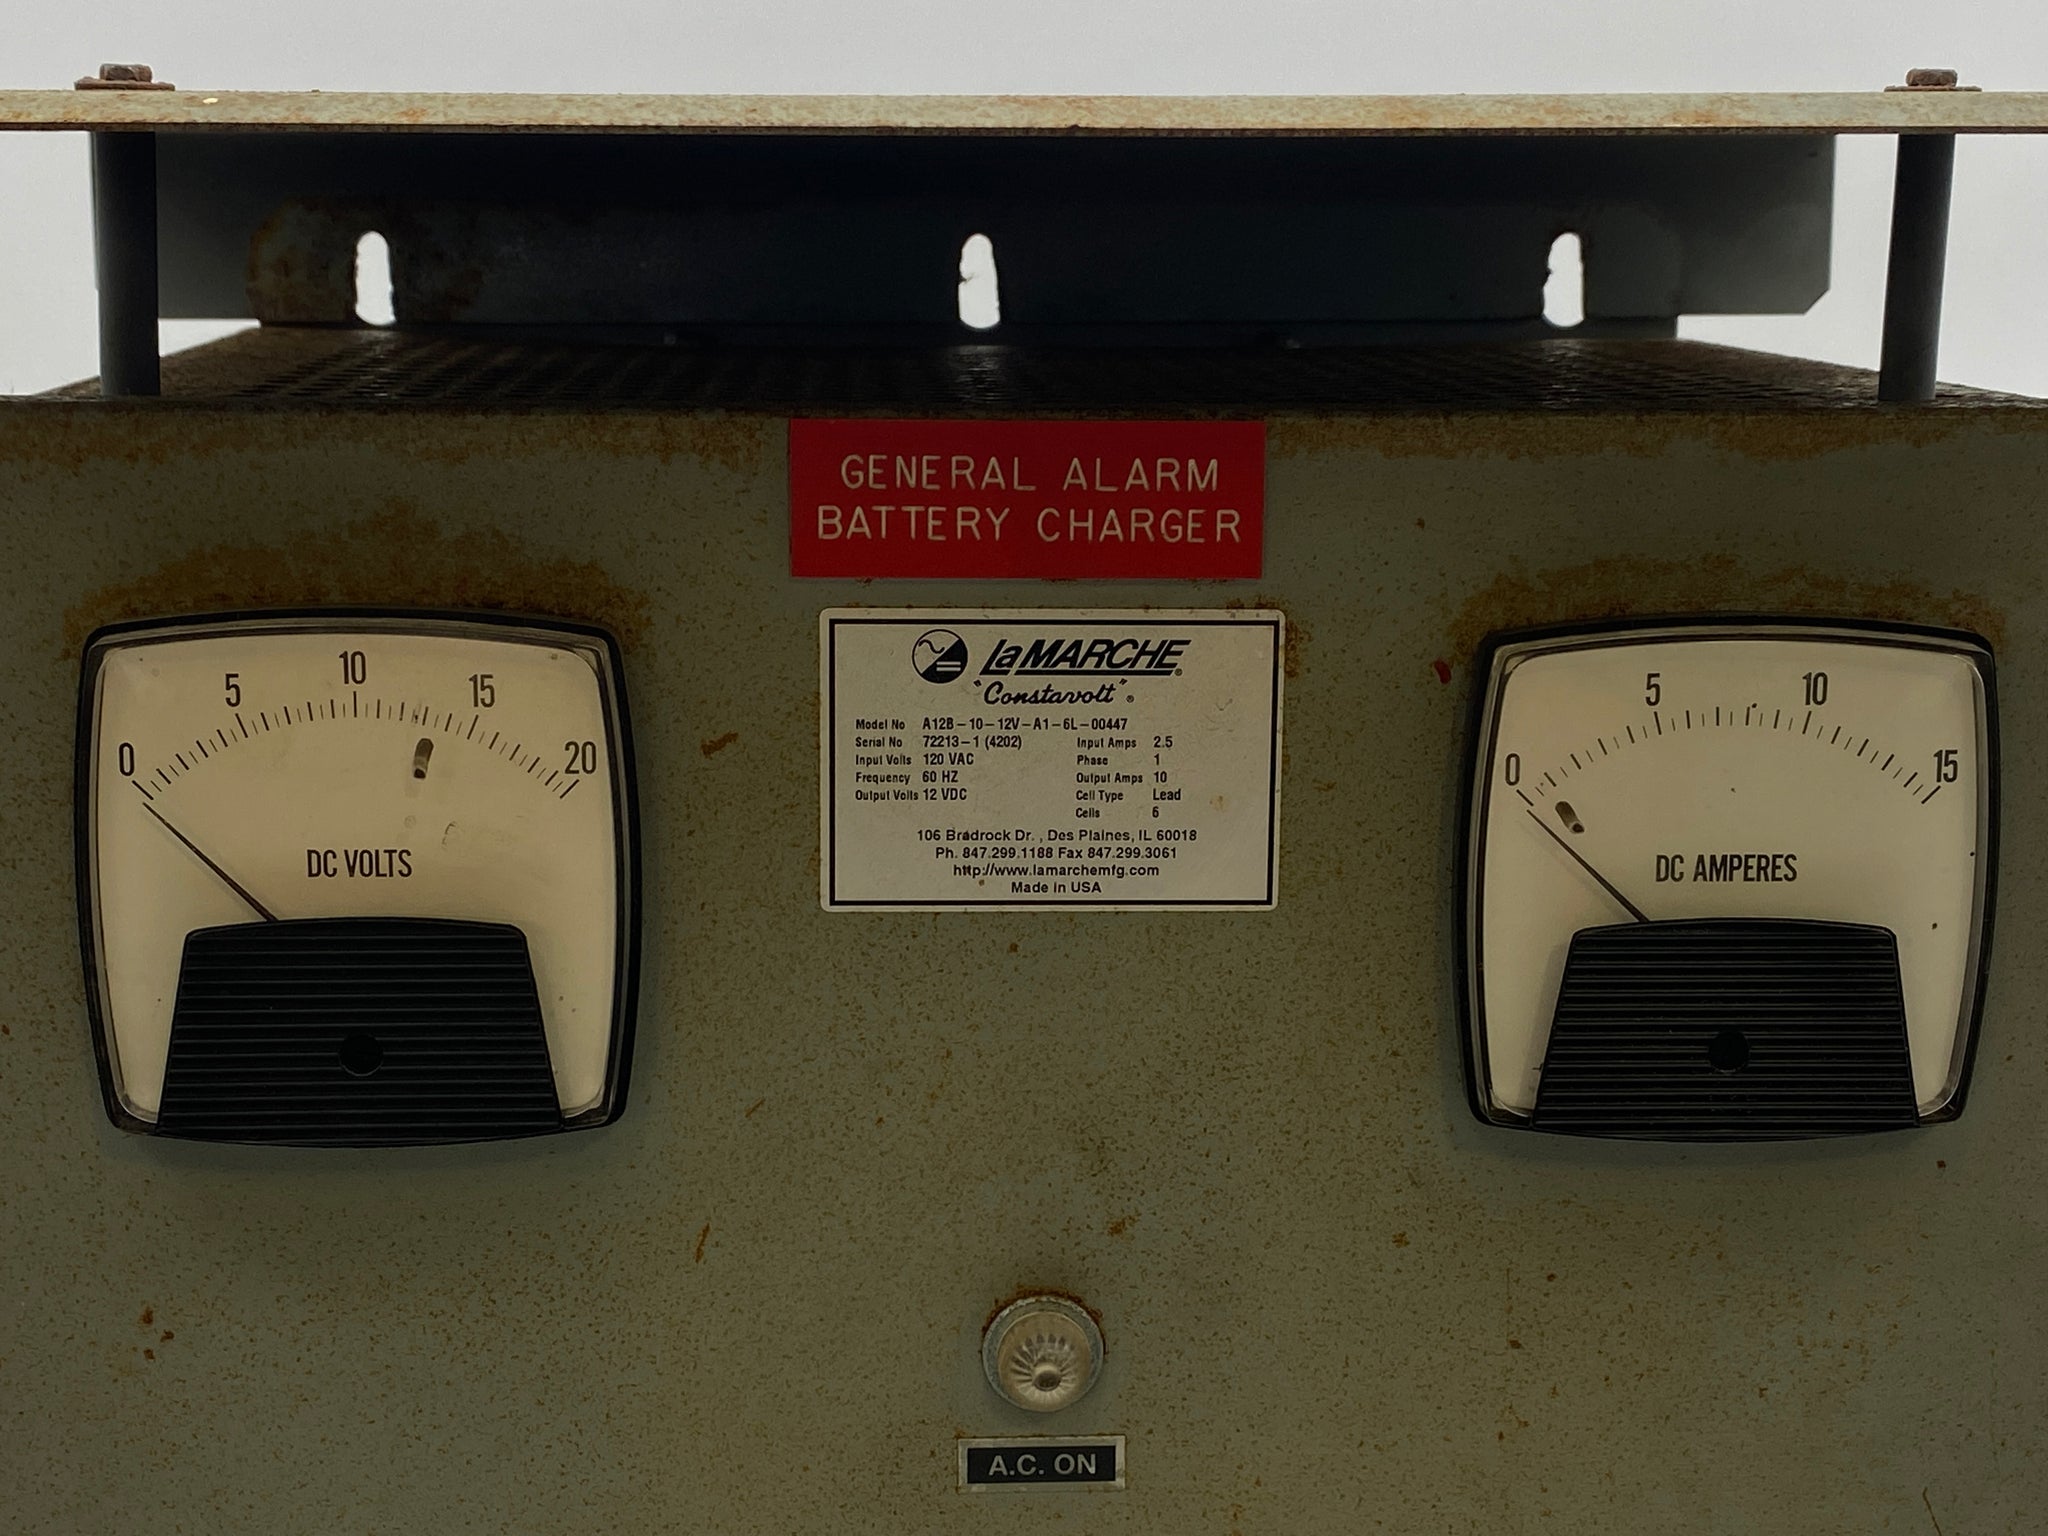 GENERAL ALARM
BATTERY CHARGER
0 5 10 15 20
DC VOLTS
LaMARCHE®
"Constavolt"®
Model No A12B-10-12V-A1-6L-00447
Serial No 72213-1 (4202) Input Amps 2.5
Input Volts 120 VAC Phase 1
Frequency 60 HZ Output Amps 10
Output Volts 12 VDC Cell Type Lead
Cells 6
106 Bradrock Dr. , Des Plaines, IL 60018
Ph. 847.299.1188 Fax 847.299.3061
http://www.lamarchemfg.com
Made in USA
0 5 10 15
DC AMPERES
A.C. ON